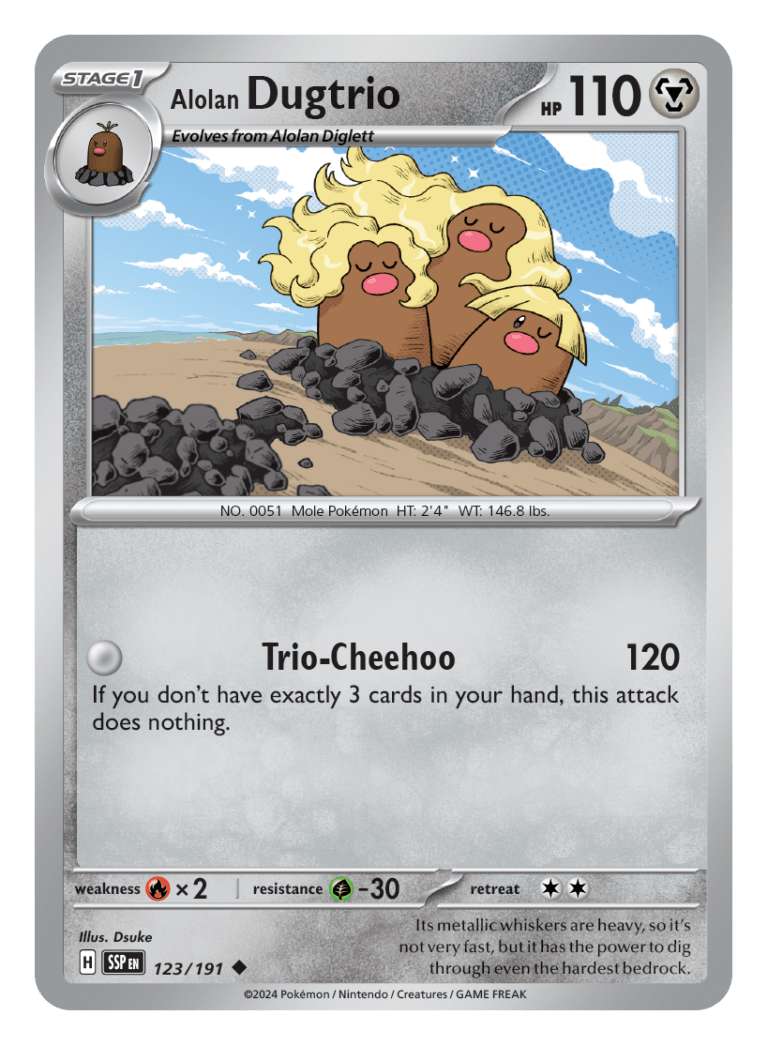 STAGE1
Alolan Dugtrio
HP 110
Evolves from Alolan Diglett
NO. 0051 Mole Pokémon HT: 2'4" WT: 146.8 lbs.
Trio-Cheehoo 120
If you don't have exactly 3 cards in your hand, this attack
does nothing.
weakness ×2 resistance -30 retreat
Illus. Dsuke
H SSP EN 123/191
Its metallic whiskers are heavy, so it's
not very fast, but it has the power to dig
through even the hardest bedrock.
©2024 Pokémon / Nintendo / Creatures / GAME FREAK